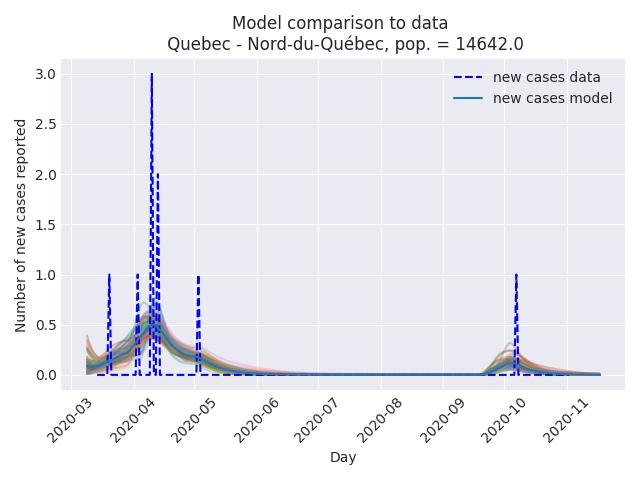 Model comparison to data
Quebec - Nord-du-Québec, pop. = 14642.0
new cases data
new cases model
Number of new cases reported
3.0
2.5
2.0
1.5
1.0
0.5
0.0
2020-03
2020-04
2020-05
2020-06
2020-07
2020-08
2020-09
2020-10
2020-11
Day